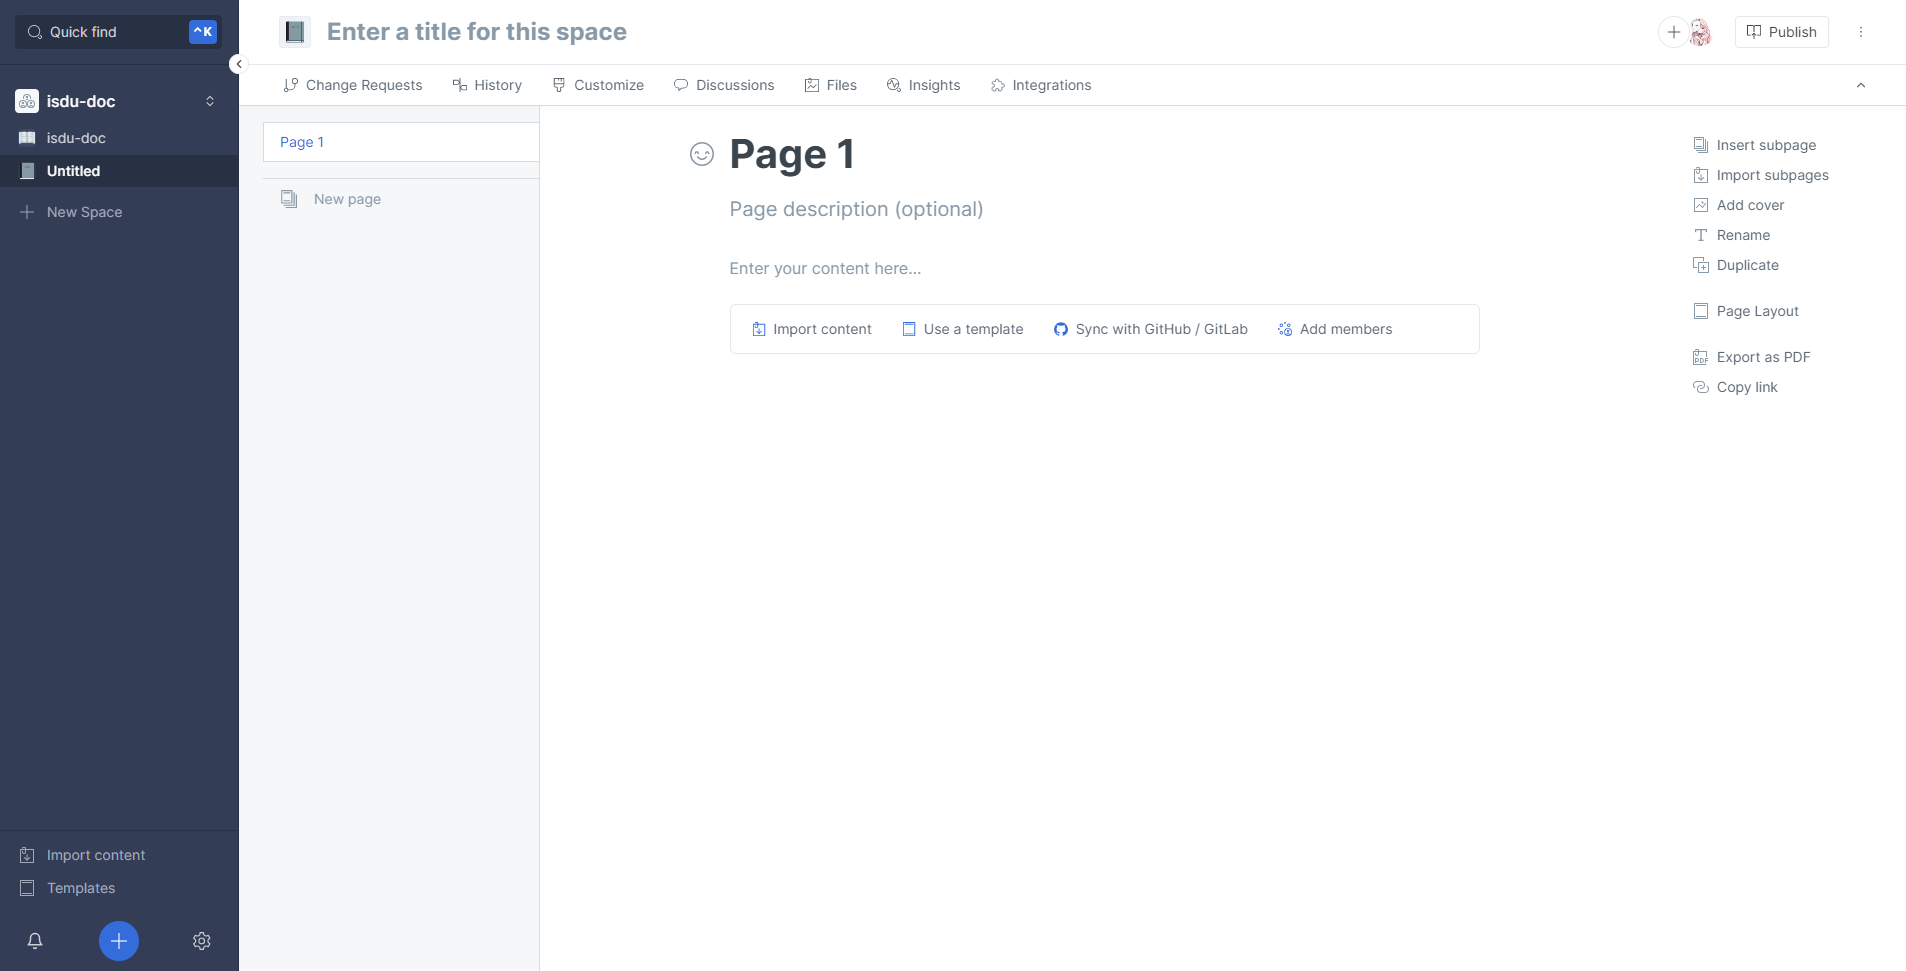 Quick find
^K
isdu-doc
isdu-doc
Untitled
New Space
Import content
Templates
Enter a title for this space
Publish
Change Requests
History
Customize
Discussions
Files
Insights
Integrations
Page 1
New page
Page 1
Page description (optional)
Enter your content here...
Import content
Use a template
Sync with GitHub / GitLab
Add members
Insert subpage
Import subpages
Add cover
Rename
Duplicate
Page Layout
Export as PDF
Copy link